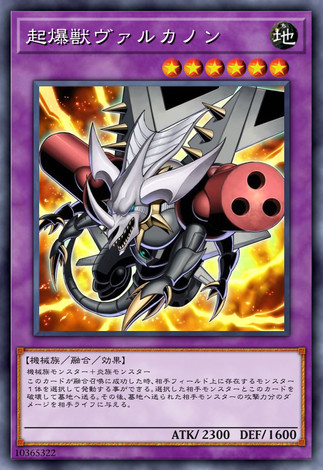 起爆獣ヴァルカノン
地
【機械族／融合／効果】
機械族モンスター＋炎族モンスター
このカードが融合召喚に成功した時、相手フィールド上に存在するモンスター
１体を選択して発動する事ができる。選択した相手モンスターとこのカードを
破壊して墓地へ送る。その後、墓地へ送られた相手モンスターの攻撃力分のダ
メージを相手ライフに与える。
ATK/ 2300 DEF/1600
10365322